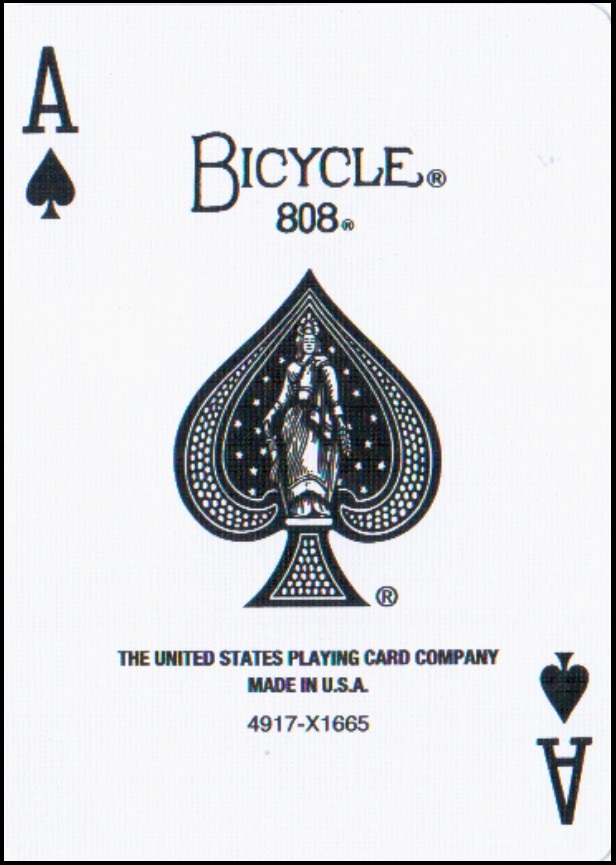 A
BICYCLE®
808®
®
THE UNITED STATES PLAYING CARD COMPANY
MADE IN U.S.A.
4917-X1665
A